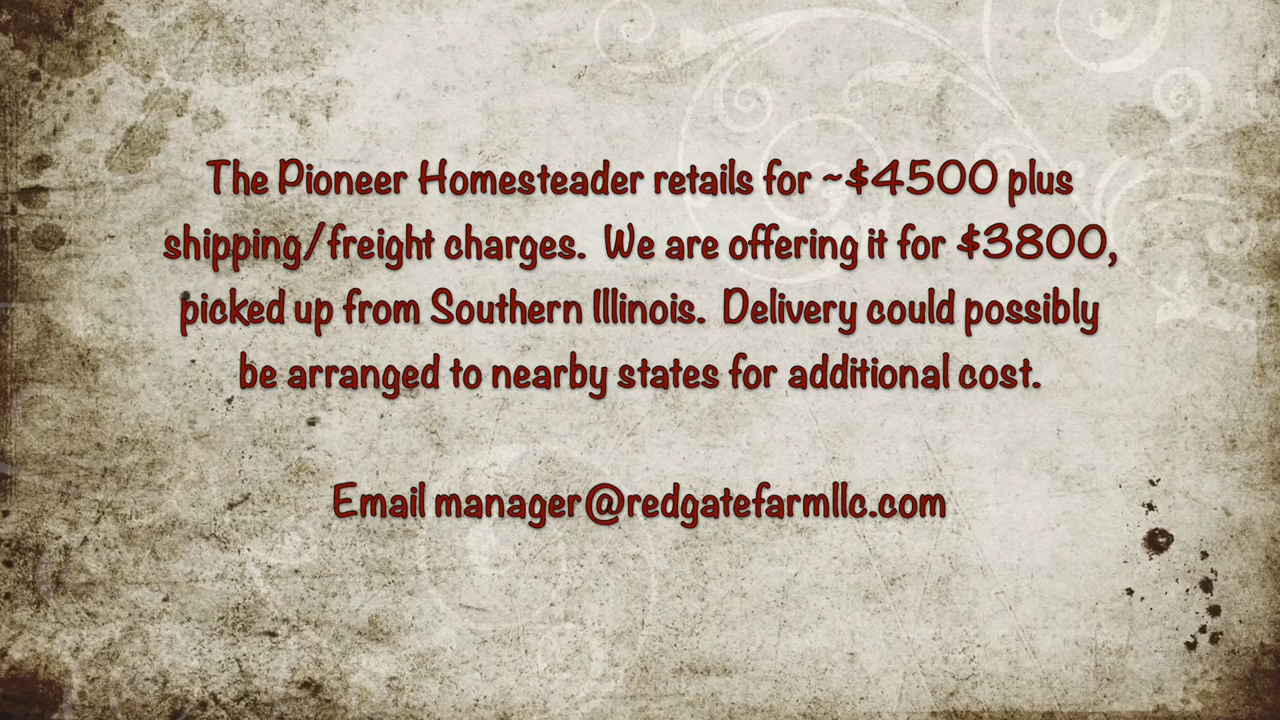 The Pioneer Homesteader retails for ~$4500 plus
shipping/freight charges. We are offering it for $3800,
picked up from Southern Illinois. Delivery could possibly
be arranged to nearby states for additional cost.
Email manager@redgatefarmllc.com